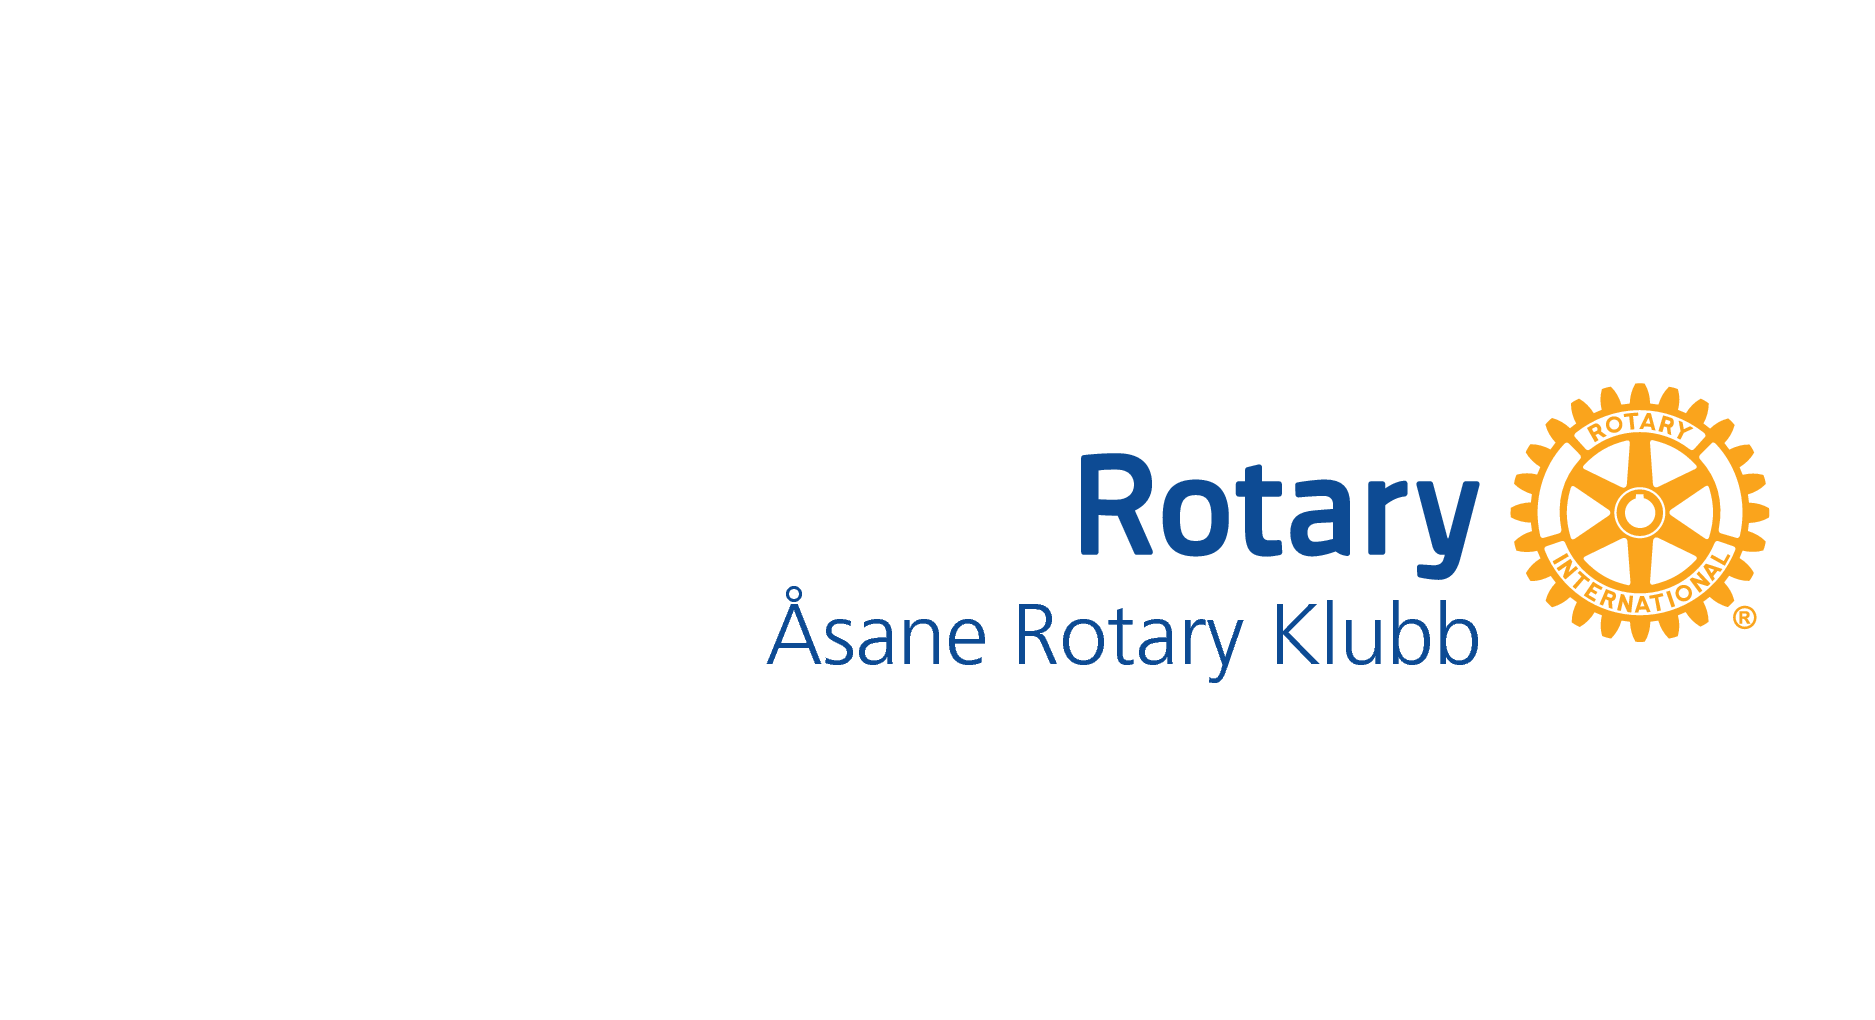 Rotary
Åsane Rotary Klubb
ROTARY
INTERNATIONAL
®